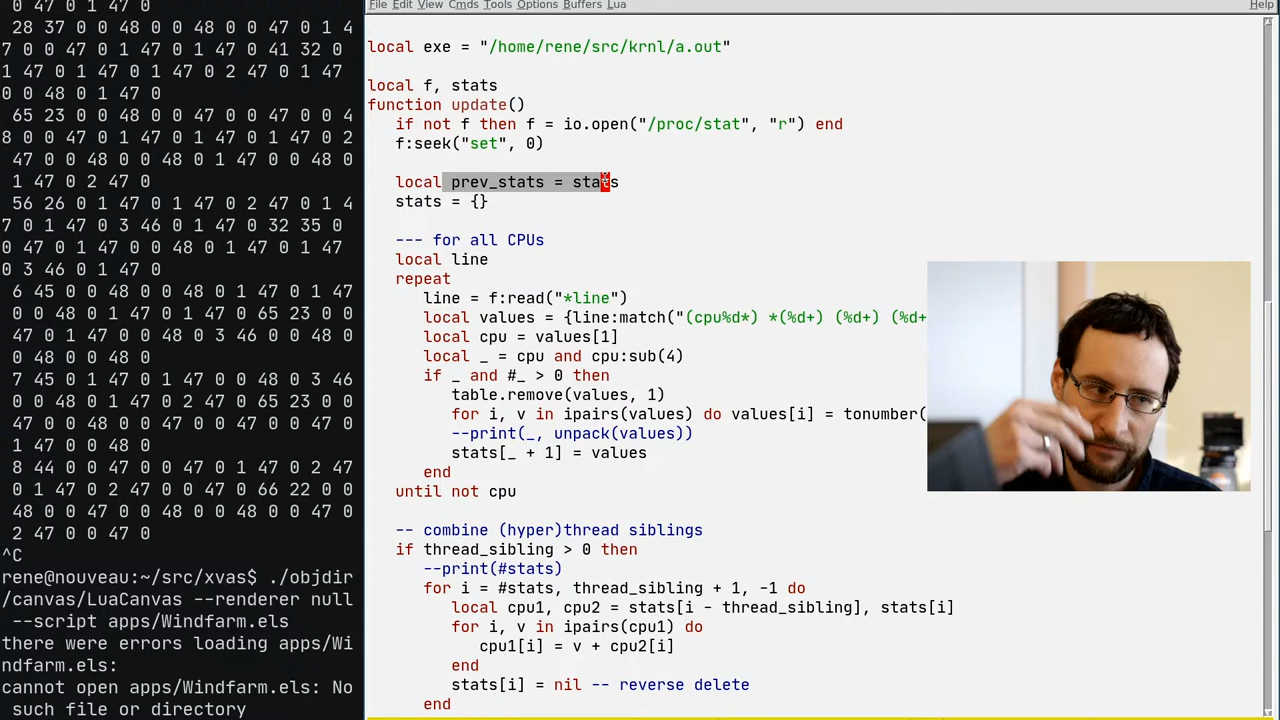 0 47 0 1 47 0
28 37 0 0 48 0 0 48 0 0 47 0 1 4
7 0 0 47 0 1 47 0 1 47 0 41 32 0
1 47 0 1 47 0 1 47 0 2 47 0 1 47
0 0 48 0 1 47 0
65 23 0 0 48 0 0 47 0 0 47 0 0 4
8 0 0 47 0 1 47 0 1 47 0 1 47 0 2
47 0 0 48 0 0 48 0 1 47 0 0 48 0
1 47 0 2 47 0
56 26 0 1 47 0 1 47 0 2 47 0 1 4
7 0 1 47 0 3 46 0 1 47 0 32 35 0
0 47 0 1 47 0 0 48 0 1 47 0 1 47
0 3 46 0 1 47 0
6 45 0 0 48 0 0 48 0 1 47 0 1 47
0 0 48 0 1 47 0 1 47 0 65 23 0 0
47 0 1 47 0 0 48 0 3 46 0 0 48 0
0 48 0 0 48 0
7 45 0 1 47 0 1 47 0 0 48 0 3 46
0 0 48 0 1 47 0 2 47 0 65 23 0 0
47 0 0 48 0 0 47 0 0 47 0 0 47 0
1 47 0 0 48 0
8 44 0 0 47 0 0 47 0 1 47 0 2 47
0 1 47 0 2 47 0 0 47 0 66 22 0 0
48 0 0 47 0 0 48 0 0 48 0 0 47 0
2 47 0 0 47 0
^C
rene@nouveau:~/src/xvas$ ./objdir
/canvas/LuaCanvas --renderer null
--script apps/Windfarm.els
there were errors loading apps/Wi
ndfarm.els:
cannot open apps/Windfarm.els: No
such file or directory
File Edit View Cmds Tools Options Buffers Lua Help
local exe = "/home/rene/src/krnl/a.out"
local f, stats
function update()
if not f then f = io.open("/proc/stat", "r") end
f:seek("set", 0)
local prev_stats = stats
stats = {}
--- for all CPUs
local line
repeat
line = f:read("*line")
local values = {line:match("(cpu%d*) *(%d+) (%d+) (%d+
local cpu = values[1]
local _ = cpu and cpu:sub(4)
if _ and #_ > 0 then
table.remove(values, 1)
for i, v in ipairs(values) do values[i] = tonumber(
--print(_, unpack(values))
stats[_ + 1] = values
end
until not cpu
-- combine (hyper)thread siblings
if thread_sibling > 0 then
--print(#stats)
for i = #stats, thread_sibling + 1, -1 do
local cpu1, cpu2 = stats[i - thread_sibling], stats[i]
for i, v in ipairs(cpu1) do
cpu1[i] = v + cpu2[i]
end
stats[i] = nil -- reverse delete
end